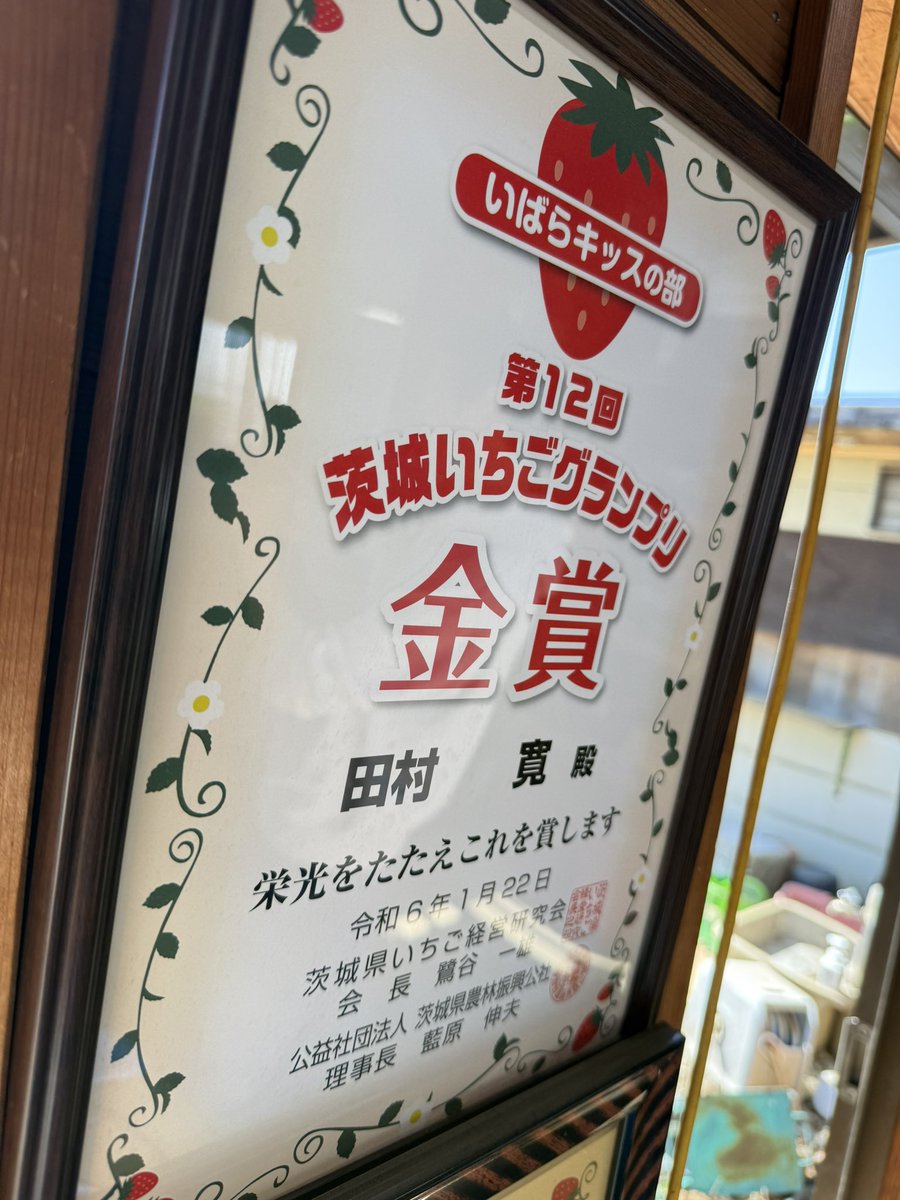 いばらキッスの部
第12回
茨城いちごグランプリ
金賞
田村 寛 殿
栄光をたたえこれを賞します
令和6年1月22日
茨城県いちご経営研究会
会長 鷺谷 一雄
公益社団法人 茨城県農林振興公社
理事長 藍原 伸夫